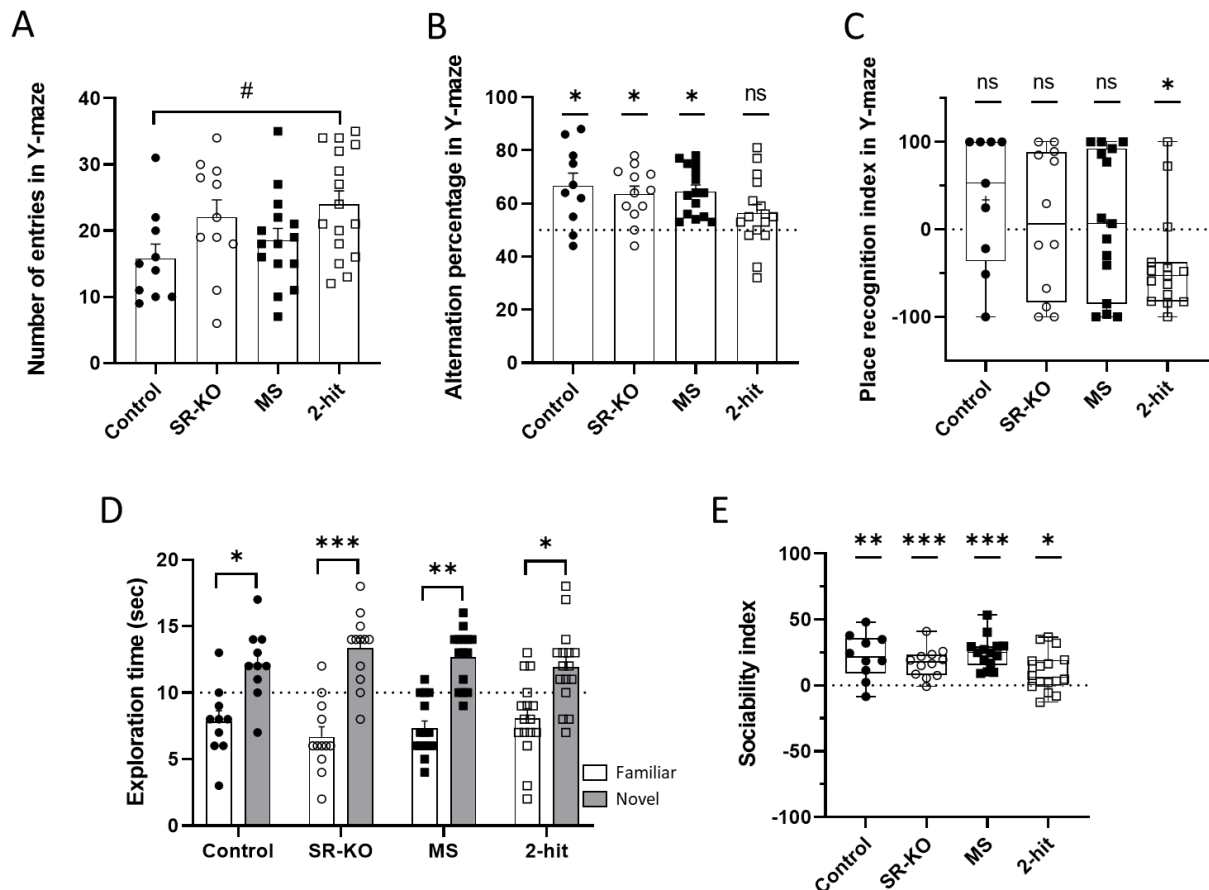 A
Number of entries in Y-maze
40
30
20
10
0
#
Control
SR-KO
MS
2-hit
B
Alternation percentage in Y-maze
100
80
60
40
20
0
*
*
*
ns
Control
SR-KO
MS
2-hit
C
Place recognition index in Y-maze
100
0
-100
ns
ns
ns
*
Control
SR-KO
MS
2-hit
D
Exploration time (sec)
20
15
10
5
0
*
***
**
*
Familiar
Novel
Control
SR-KO
MS
2-hit
E
Sociability index
100
50
0
-50
-100
**
***
***
*
Control
SR-KO
MS
2-hit